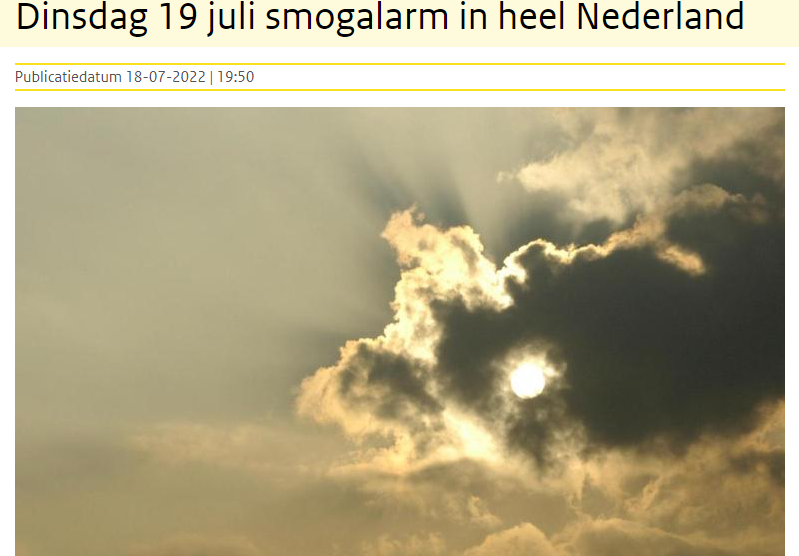 Dinsdag 19 juli smogalarm in heel Nederland
Publicatiedatum 18-07-2022 | 19:50